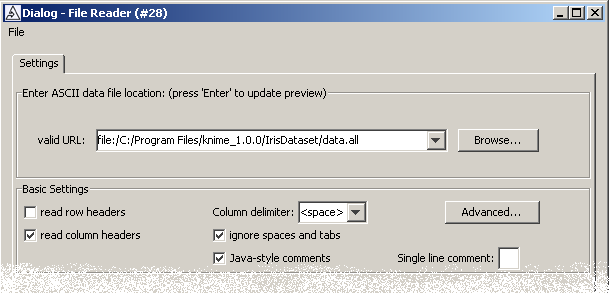 Dialog - File Reader (#28)
File
Settings
Enter ASCII data file location: (press 'Enter' to update preview)
valid URL: file:/C:/Program Files/knime_1.0.0/IrisDataset/data.all Browse...
Basic Settings
read row headers Column delimiter: <space> Advanced...
read column headers ignore spaces and tabs
Java-style comments Single line comment: